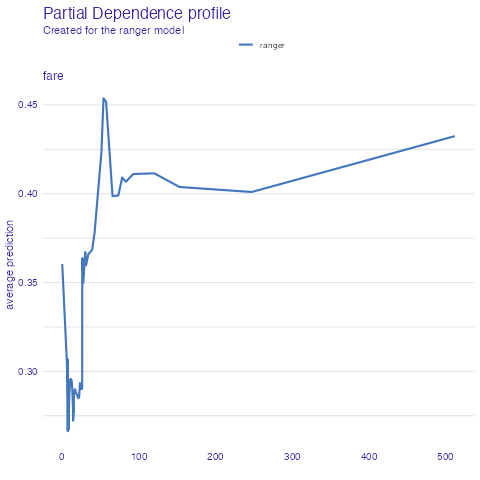 Partial Dependence profile
Created for the ranger model
ranger
fare
average prediction
0.45
0.40
0.35
0.30
0 100 200 300 400 500